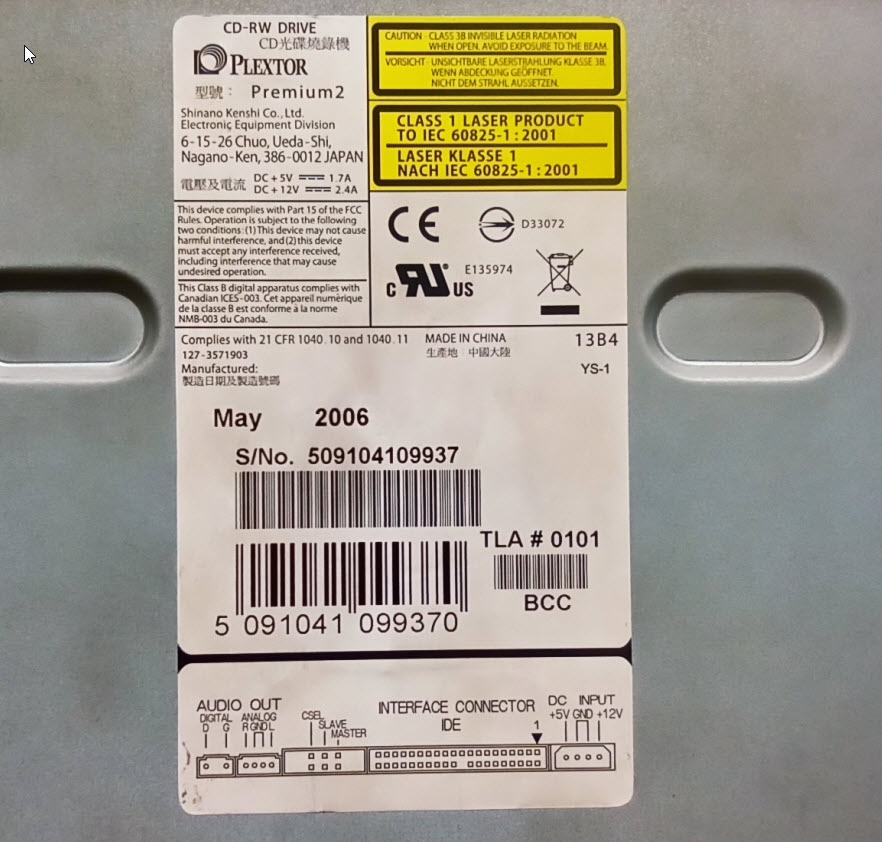 CD-RW DRIVE
CD光碟燒錄機
PLEXTOR
型號： Premium2
Shinano Kenshi Co., Ltd.
Electronic Equipment Division
6-15-26 Chuo, Ueda-Shi,
Nagano-Ken, 386-0012 JAPAN
電壓及電流 DC+5V 1.7A
DC+12V 2.4A
CAUTION - CLASS 3B INVISIBLE LASER RADIATION
WHEN OPEN. AVOID EXPOSURE TO THE BEAM.
VORSICHT - UNSICHTBARE LASERSTRAHLUNG KLASSE 3B,
WENN ABDECKUNG GEÖFFNET.
NICHT DEM STRAHL AUSSETZEN.
CLASS 1 LASER PRODUCT
TO IEC 60825-1:2001
LASER KLASSE 1
NACH IEC 60825-1:2001
This device complies with Part 15 of the FCC
Rules. Operation is subject to the following
two conditions: (1) This device may not cause
harmful interference, and (2) this device
must accept any interference received,
including interference that may cause
undesired operation.
This Class B digital apparatus complies with
Canadian ICES-003. Cet appareil numérique
de la classe B est conforme à la norme
NMB-003 du Canada.
CE
D33072
c RU US E135974
Complies with 21 CFR 1040.10 and 1040.11
127-3571903
Manufactured:
製造日期及製造號碼
MADE IN CHINA
生產地：中國大陸
13B4
YS-1
May 2006
S/No. 509104109937
TLA # 0101
BCC
5 091041 099370
AUDIO OUT
DIGITAL ANALOG
D G R GND L
CSEL
SLAVE
MASTER
INTERFACE CONNECTOR
IDE
1
DC INPUT
+5V GND +12V